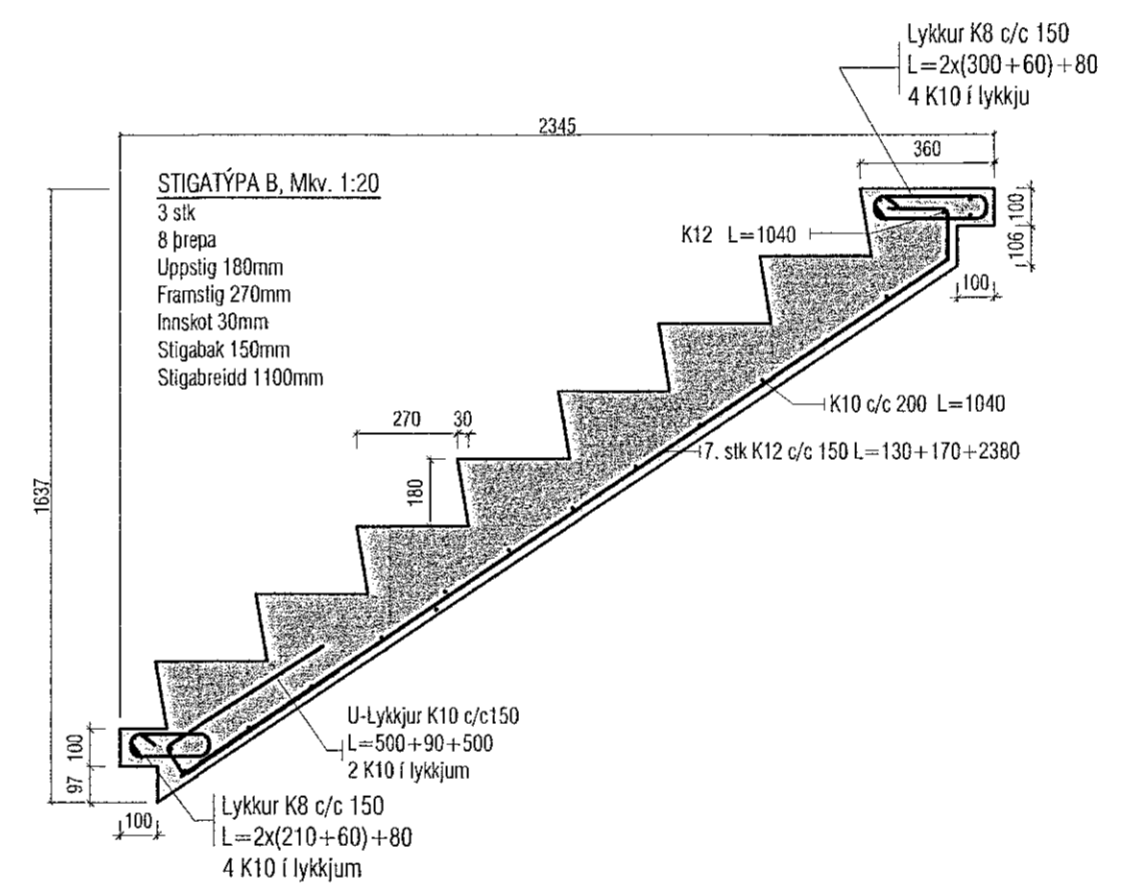 Lykkur K8 c/c 150
L=2x(300+60)+80
4 K10 í lykkju
2345
360
STIGATÝPA B, Mkv. 1:20
3 stk
8 þrepa
Uppstig 180mm
Framstig 270mm
Innskot 30mm
Stigabak 150mm
Stigabreidd 1100mm
100
K12 L=1040
106
100
K10 c/c 200 L=1040
270
30
7. stk K12 c/c 150 L=130+170+2380
180
1637
U-Lykkjur K10 c/c150
L=500+90+500
2 K10 í lykkjum
100
97
100
Lykkur K8 c/c 150
L=2x(210+60)+80
4 K10 í lykkjum